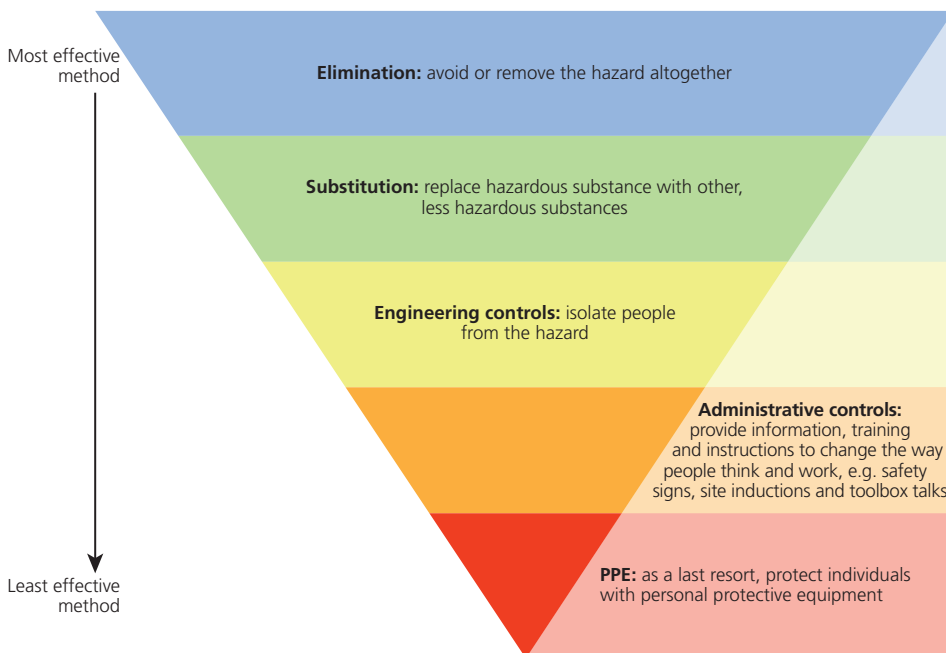 Most effective
method
Elimination: avoid or remove the hazard altogether
Substitution: replace hazardous substance with other,
less hazardous substances
Engineering controls: isolate people
from the hazard
Administrative controls:
provide information, training
and instructions to change the way
people think and work, e.g. safety
signs, site inductions and toolbox talks
PPE: as a last resort, protect individuals
with personal protective equipment
Least effective
method